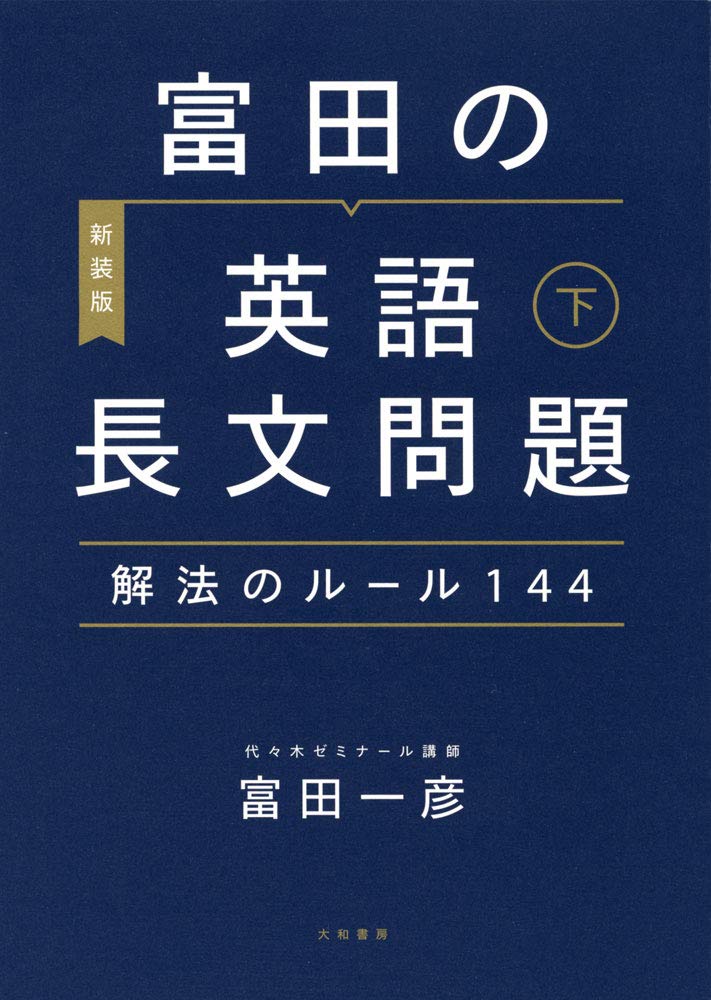 富田の
新装版
英語 下
長文問題
解法のルール144
代々木ゼミナール講師
富田一彦
大和書房